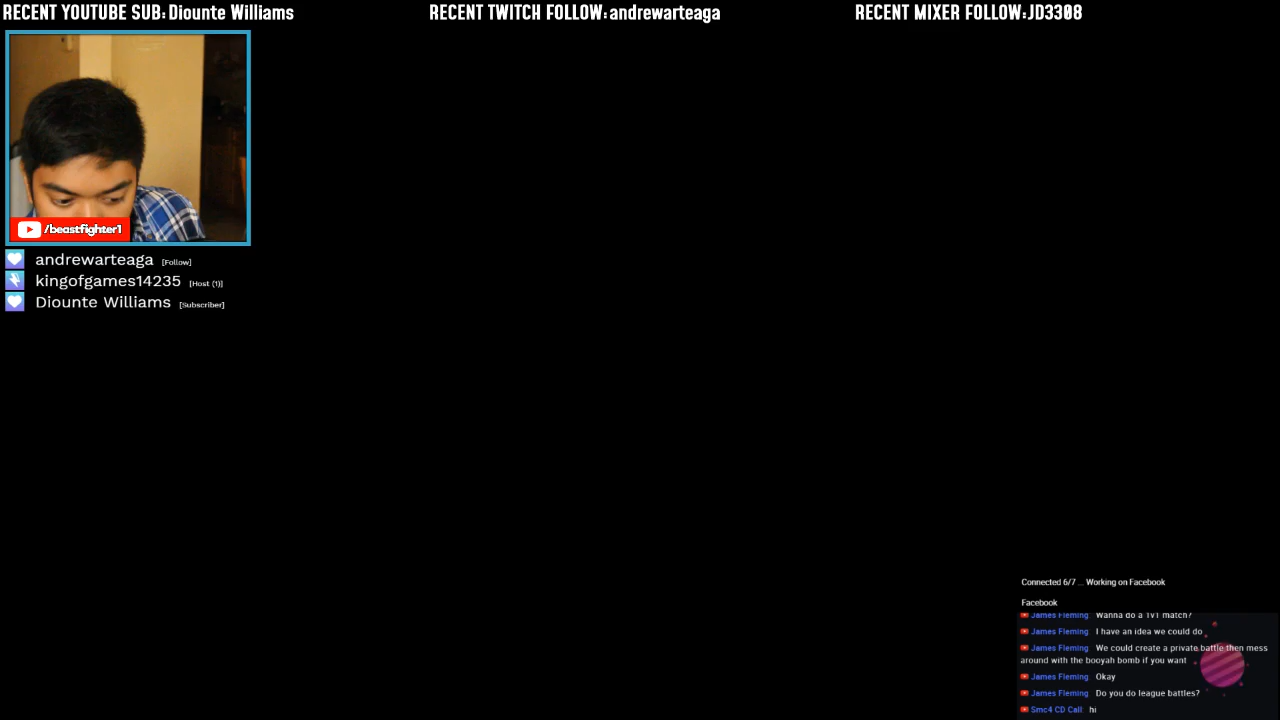 RECENT YOUTUBE SUB: Diounte Williams
RECENT TWITCH FOLLOW: andrewarteaga
RECENT MIXER FOLLOW: JD3308
/beastfighter1
andrewarteaga [Follow]
kingofgames14235 [Host (1)]
Diounte Williams [Subscriber]
Connected 6/7 ... Working on Facebook
Facebook
James Fleming: Wanna do a 1v1 match?
James Fleming: I have an idea we could do
James Fleming: We could create a private battle then mess
around with the booyah bomb if you want
James Fleming: Okay
James Fleming: Do you do league battles?
Smc4 CD Call: hi